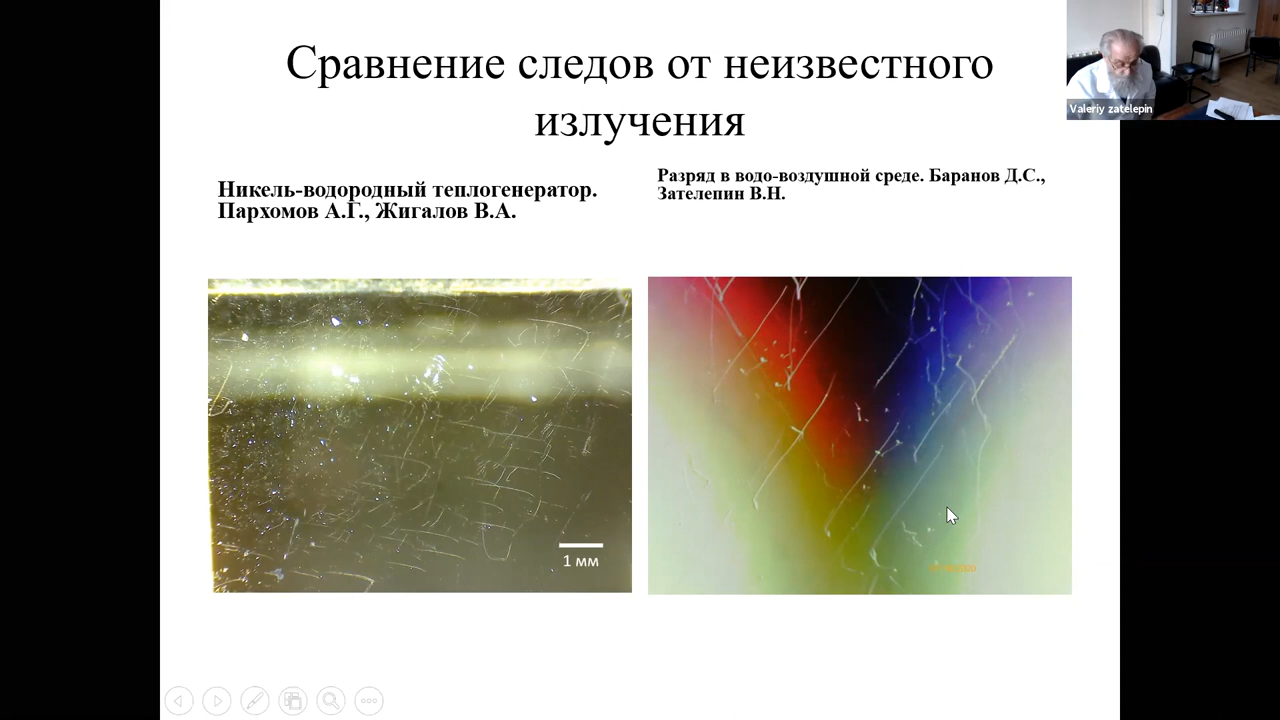 Сравнение следов от неизвестного
излучения
Valeriy zatelepin
Никель-водородный теплогенератор.
Пархомов А.Г., Жигалов В.А.
Разряд в водо-воздушной среде. Баранов Д.С.,
Зателепин В.Н.
1 мм